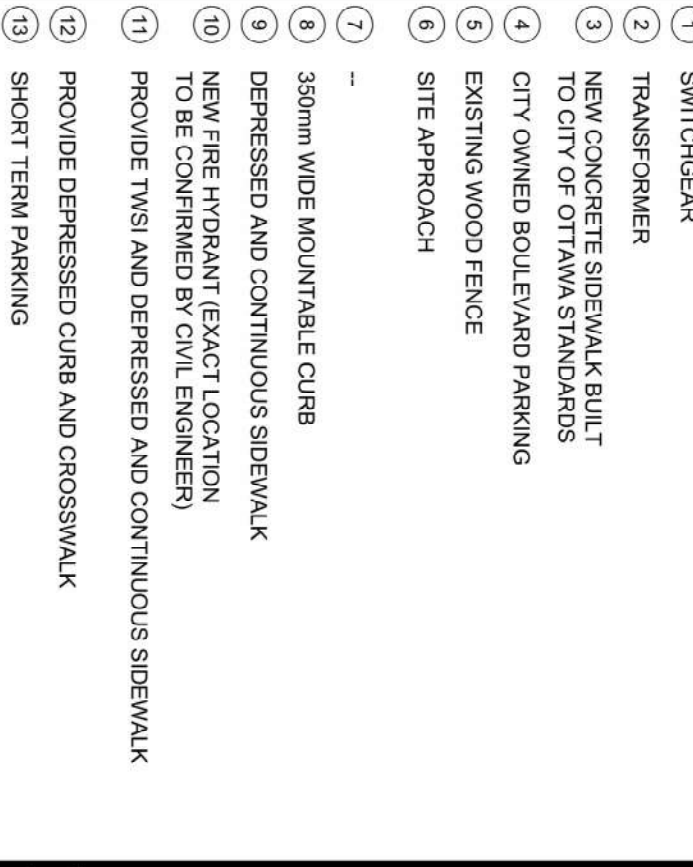 1 SWITCHGEAR
2 TRANSFORMER
3 NEW CONCRETE SIDEWALK BUILT
TO CITY OF OTTAWA STANDARDS
4 CITY OWNED BOULEVARD PARKING
5 EXISTING WOOD FENCE
6 SITE APPROACH
7 --
8 350mm WIDE MOUNTABLE CURB
9 DEPRESSED AND CONTINUOUS SIDEWALK
10 NEW FIRE HYDRANT (EXACT LOCATION
TO BE CONFIRMED BY CIVIL ENGINEER)
11 PROVIDE TWSI AND DEPRESSED AND CONTINUOUS SIDEWALK
12 PROVIDE DEPRESSED CURB AND CROSSWALK
13 SHORT TERM PARKING